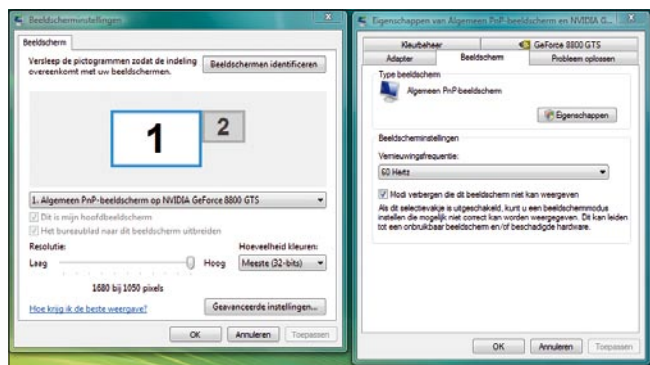 Beeldscherminstellingen
Beeldscherm
Versleep de pictogrammen zodat de indeling
overeenkomt met uw beeldschermen.
Beeldschermen identificeren
1
2
1. Algemeen PnP-beeldscherm op NVIDIA GeForce 8800 GTS
Dit is mijn hoofdbeeldscherm
Het bureaublad naar dit beeldscherm uitbreiden
Resolutie:
Hoeveelheid kleuren:
Laag
Hoog
Meeste (32-bits)
1680 bij 1050 pixels
Hoe krijg ik de beste weergave?
Geavanceerde instellingen...
OK
Annuleren
Toepassen
Eigenschappen van Algemeen PnP-beeldscherm en NVIDIA G...
Kleurbeheer
GeForce 8800 GTS
Adapter
Beeldscherm
Probleem oplossen
Type beeldscherm
Algemeen PnP-beeldscherm
Eigenschappen
Beeldscherminstellingen
Vernieuwingsfrequentie:
60 Hertz
Modi verbergen die dit beeldscherm niet kan weergeven
Als dit selectievakje is uitgeschakeld, kunt u een beeldschermmodus
instellen die mogelijk niet correct kan worden weergegeven. Dit kan leiden
tot een onbruikbaar beeldscherm en/of beschadigde hardware.
OK
Annuleren
Toepassen